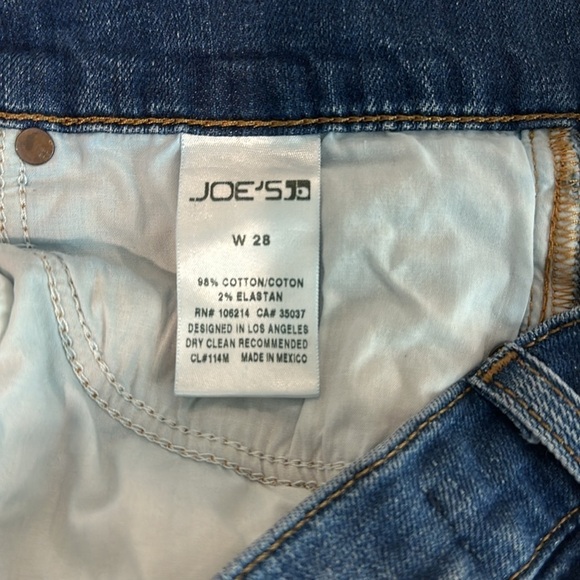 JOE'S
W 28
98% COTTON/COTON
2% ELASTAN
RN# 106214 CA# 35037
DESIGNED IN LOS ANGELES
DRY CLEAN RECOMMENDED
CL#114M MADE IN MEXICO